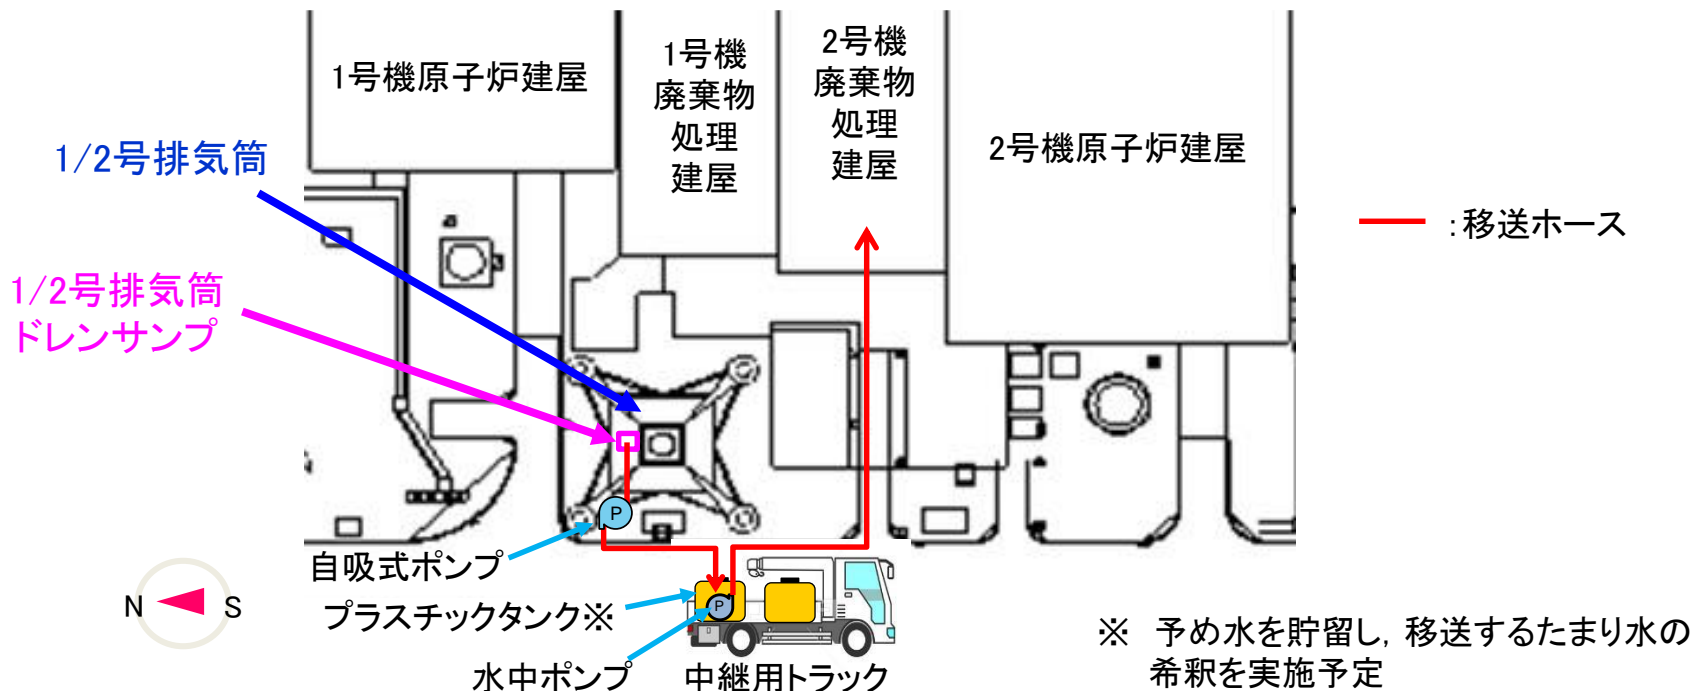 1号機原子炉建屋
1号機
廃棄物
処理
建屋
2号機
廃棄物
処理
建屋
2号機原子炉建屋
1/2号排気筒
1/2号排気筒
ドレンサンプ
:移送ホース
P
自吸式ポンプ
プラスチックタンク※
P
水中ポンプ
中継用トラック
N S
※ 予め水を貯留し，移送するたまり水の
希釈を実施予定